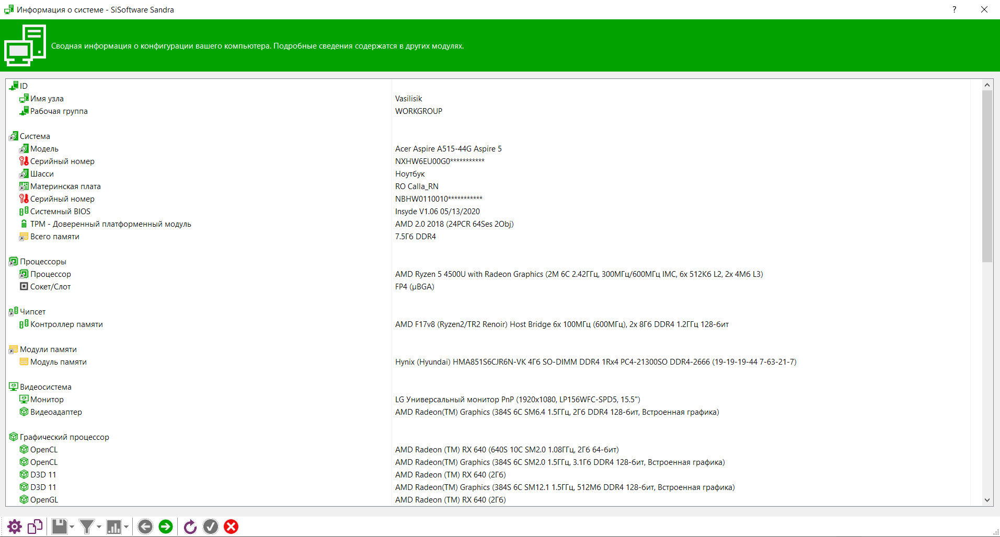 Информация о системе - SiSoftware Sandra
?
Сводная информация о конфигурации вашего компьютера. Подробные сведения содержатся в других модулях.
ID
Имя узла Vasilisik
Рабочая группа WORKGROUP
Система
Модель Acer Aspire A515-44G Aspire 5
Серийный номер NXHW6EU00G0***********
Шасси Ноутбук
Материнская плата RO Calla_RN
Серийный номер NBHW0110010***********
Системный BIOS Insyde V1.06 05/13/2020
TPM - Доверенный платформенный модуль AMD 2.0 2018 (24PCR 64Ses 2Obj)
Всего памяти 7.5Гб DDR4
Процессоры
Процессор AMD Ryzen 5 4500U with Radeon Graphics (2M 6C 2.42ГГц, 300МГц/600МГц IMC, 6x 512Кб L2, 2x 4Мб L3)
Сокет/Слот FP4 (µBGA)
Чипсет
Контроллер памяти AMD F17v8 (Ryzen2/TR2 Renoir) Host Bridge 6x 100МГц (600МГц), 2x 8Гб DDR4 1.2ГГц 128-бит
Модули памяти
Модуль памяти Hynix (Hyundai) HMA851S6CJR6N-VK 4Гб SO-DIMM DDR4 1Rx4 PC4-21300SO DDR4-2666 (19-19-19-44 7-63-21-7)
Видеосистема
Монитор LG Универсальный монитор PnP (1920x1080, LP156WFC-SPD5, 15.5")
Видеоадаптер AMD Radeon(TM) Graphics (384S 6C SM6.4 1.5ГГц, 2Гб DDR4 128-бит, Встроенная графика)
Графический процессор
OpenCL AMD Radeon (TM) RX 640 (640S 10C SM2.0 1.08ГГц, 2Гб 64-бит)
OpenCL AMD Radeon(TM) Graphics (384S 6C SM2.0 1.5ГГц, 3.1Гб DDR4 128-бит, Встроенная графика)
D3D 11 AMD Radeon (TM) RX 640 (2Гб)
D3D 11 AMD Radeon(TM) Graphics (384S 6C SM12.1 1.5ГГц, 512Мб DDR4 128-бит, Встроенная графика)
OpenGL AMD Radeon (TM) RX 640 (2Гб)